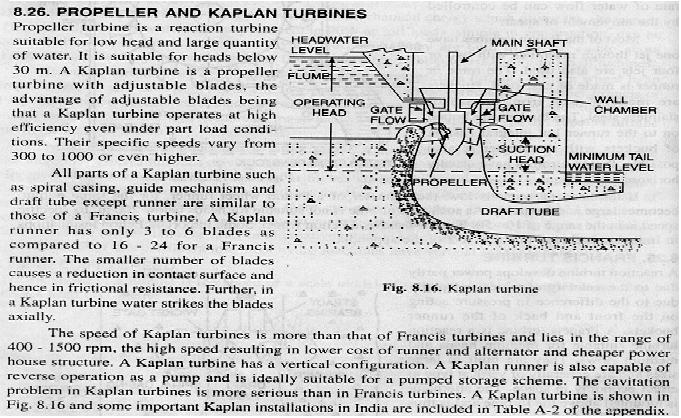 8.26. PROPELLER AND KAPLAN TURBINES
Propeller turbine is a reaction turbine
suitable for low head and large quantity
of water. It is suitable for heads below
30 m. A Kaplan turbine is a propeller
turbine with adjustable blades, the
advantage of adjustable blades being
that a Kaplan turbine operates at high
efficiency even under part load condi-
tions. Their specific speeds vary from
300 to 1000 or even higher.
All parts of a Kaplan turbine such
as spiral casing, guide mechanism and
draft tube except runner are similar to
those of a Francis turbine. A Kaplan
runner has only 3 to 6 blades as
compared to 16 - 24 for a Francis
runner. The smaller number of blades
causes a reduction in contact surface and
hence in frictional resistance. Further, in
a Kaplan turbine water strikes the blades
axially.
HEADWATER
LEVEL
MAIN SHAFT
FLUME
OPERATING
HEAD
GATE
FLOW
GATE
FLOW
WALL
CHAMBER
SUCTION
HEAD
MINIMUM TAIL
WATER LEVEL
PROPELLER
DRAFT TUBE
Fig. 8.16. Kaplan turbine
The speed of Kaplan turbines is more than that of Francis turbines and lies in the range of
400 - 1500 rpm, the high speed resulting in lower cost of runner and alternator and cheaper power
house structure. A Kaplan turbine has a vertical configuration. A Kaplan runner is also capable of
reverse operation as a pump and is ideally suitable for a pumped storage scheme. The cavitation
problem in Kaplan turbines is more serious than in Francis turbines. A Kaplan turbine is shown in
Fig. 8.16 and some important Kaplan installations in India are included in Table A-2 of the appendix.